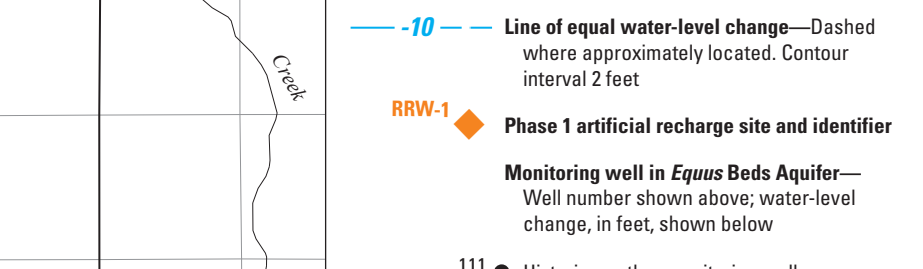 Creek
-10
Line of equal water-level change—Dashed
where approximately located. Contour
interval 2 feet
RRW-1
Phase 1 artificial recharge site and identifier
Monitoring well in Equus Beds Aquifer—
Well number shown above; water-level
change, in feet, shown below
111